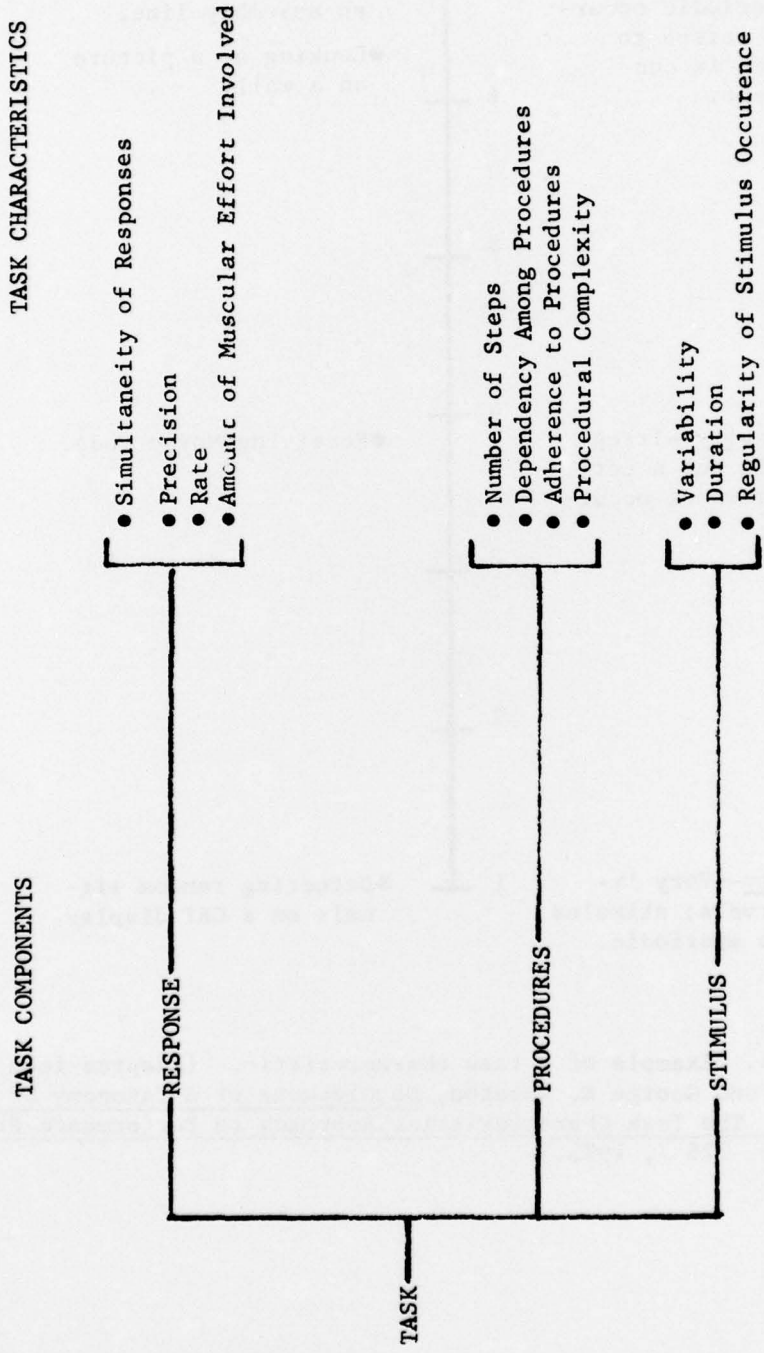 TASK COMPONENTS
TASK CHARACTERISTICS
TASK
RESPONSE
● Simultaneity of Responses
● Precision
● Rate
● Amount of Muscular Effort Involved
PROCEDURES
● Number of Steps
● Dependency Among Procedures
● Adherence to Procedures
● Procedural Complexity
STIMULUS
● Variability
● Duration
● Regularity of Stimulus Occurence